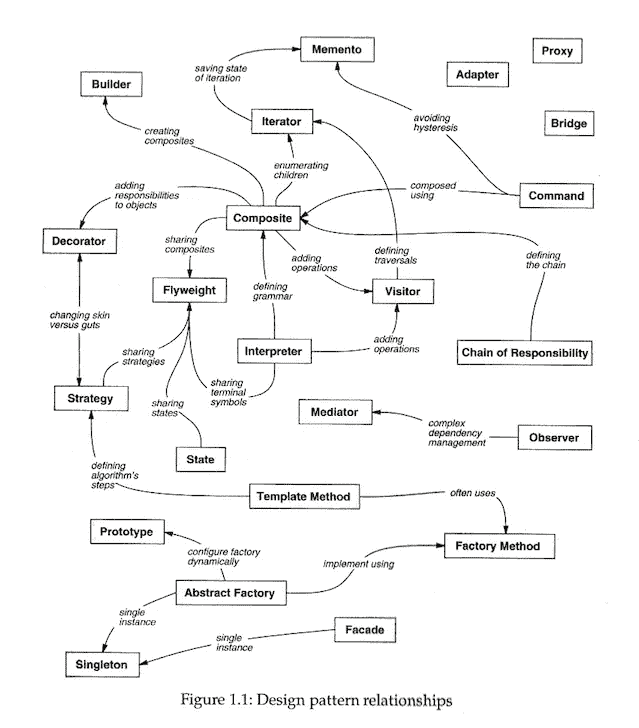 Memento
Proxy
saving state
of iteration
Adapter
Builder
Iterator
avoiding
hysteresis
Bridge
creating
composites
enumerating
children
adding
responsibilities
to objects
composed
using
Command
Composite
Decorator
sharing
composites
adding
operations
defining
traversals
defining
the chain
Flyweight
defining
grammar
Visitor
changing skin
versus guts
Interpreter
adding
operations
Chain of Responsibility
sharing
strategies
sharing
terminal
symbols
Strategy
sharing
states
Mediator
complex
dependency
management
Observer
State
defining
algorithm's
steps
Template Method
often uses
Prototype
configure factory
dynamically
implement using
Factory Method
Abstract Factory
single
instance
single
instance
Facade
Singleton
Figure 1.1: Design pattern relationships